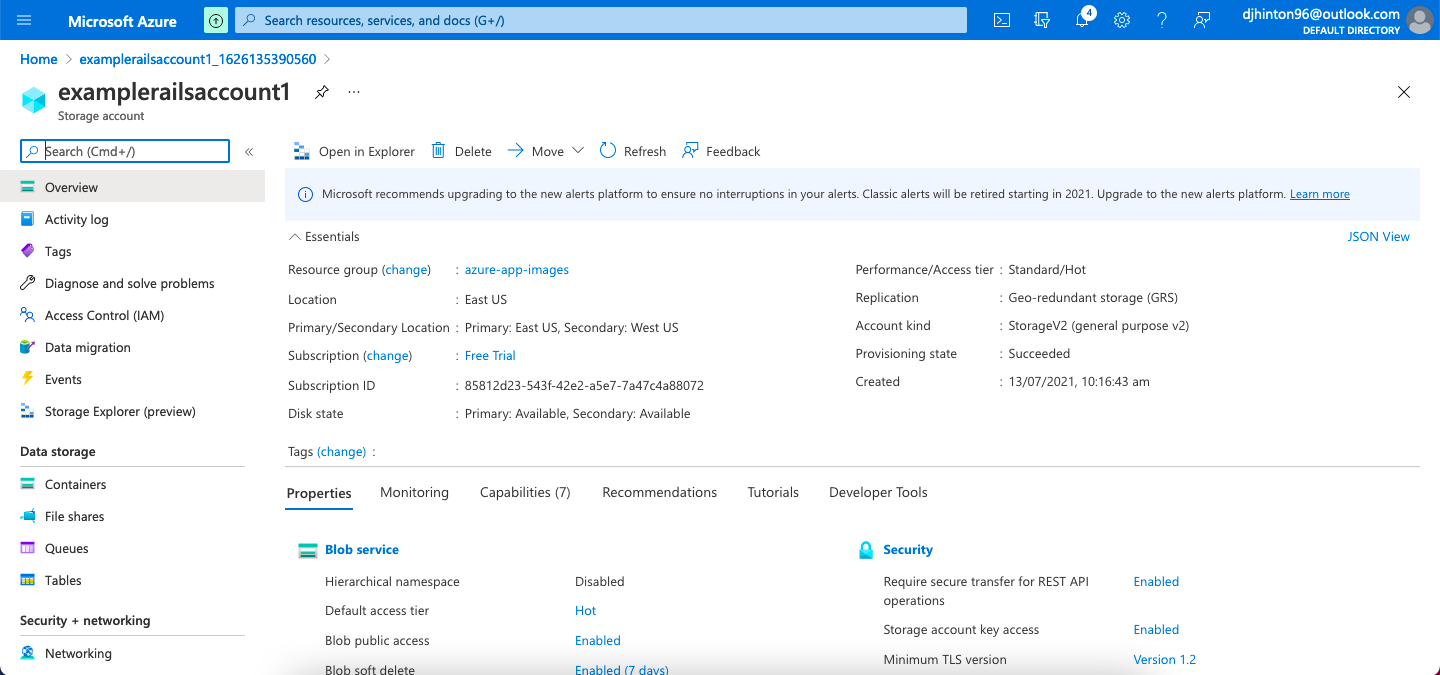 Microsoft Azure
Search resources, services, and docs (G+/)
4
djhinton96@outlook.com
DEFAULT DIRECTORY
Home > examplerailsaccount1_1626135390560 >
examplerailsaccount1
...
Storage account
Search (Cmd+/)
«
Open in Explorer
Delete
Move
Refresh
Feedback
Overview
Activity log
Tags
Diagnose and solve problems
Access Control (IAM)
Data migration
Events
Storage Explorer (preview)
Data storage
Containers
File shares
Queues
Tables
Security + networking
Networking
Microsoft recommends upgrading to the new alerts platform to ensure no interruptions in your alerts. Classic alerts will be retired starting in 2021. Upgrade to the new alerts platform. Learn more
Essentials
JSON View
Resource group (change) : azure-app-images
Location : East US
Primary/Secondary Location : Primary: East US, Secondary: West US
Subscription (change) : Free Trial
Subscription ID : 85812d23-543f-42e2-a5e7-7a47c4a88072
Disk state : Primary: Available, Secondary: Available
Performance/Access tier : Standard/Hot
Replication : Geo-redundant storage (GRS)
Account kind : StorageV2 (general purpose v2)
Provisioning state : Succeeded
Created : 13/07/2021, 10:16:43 am
Tags (change) :
Properties
Monitoring
Capabilities (7)
Recommendations
Tutorials
Developer Tools
Blob service
Hierarchical namespace Disabled
Default access tier Hot
Blob public access Enabled
Blob soft delete Enabled (7 days)
Security
Require secure transfer for REST API Enabled
operations
Storage account key access Enabled
Minimum TLS version Version 1.2